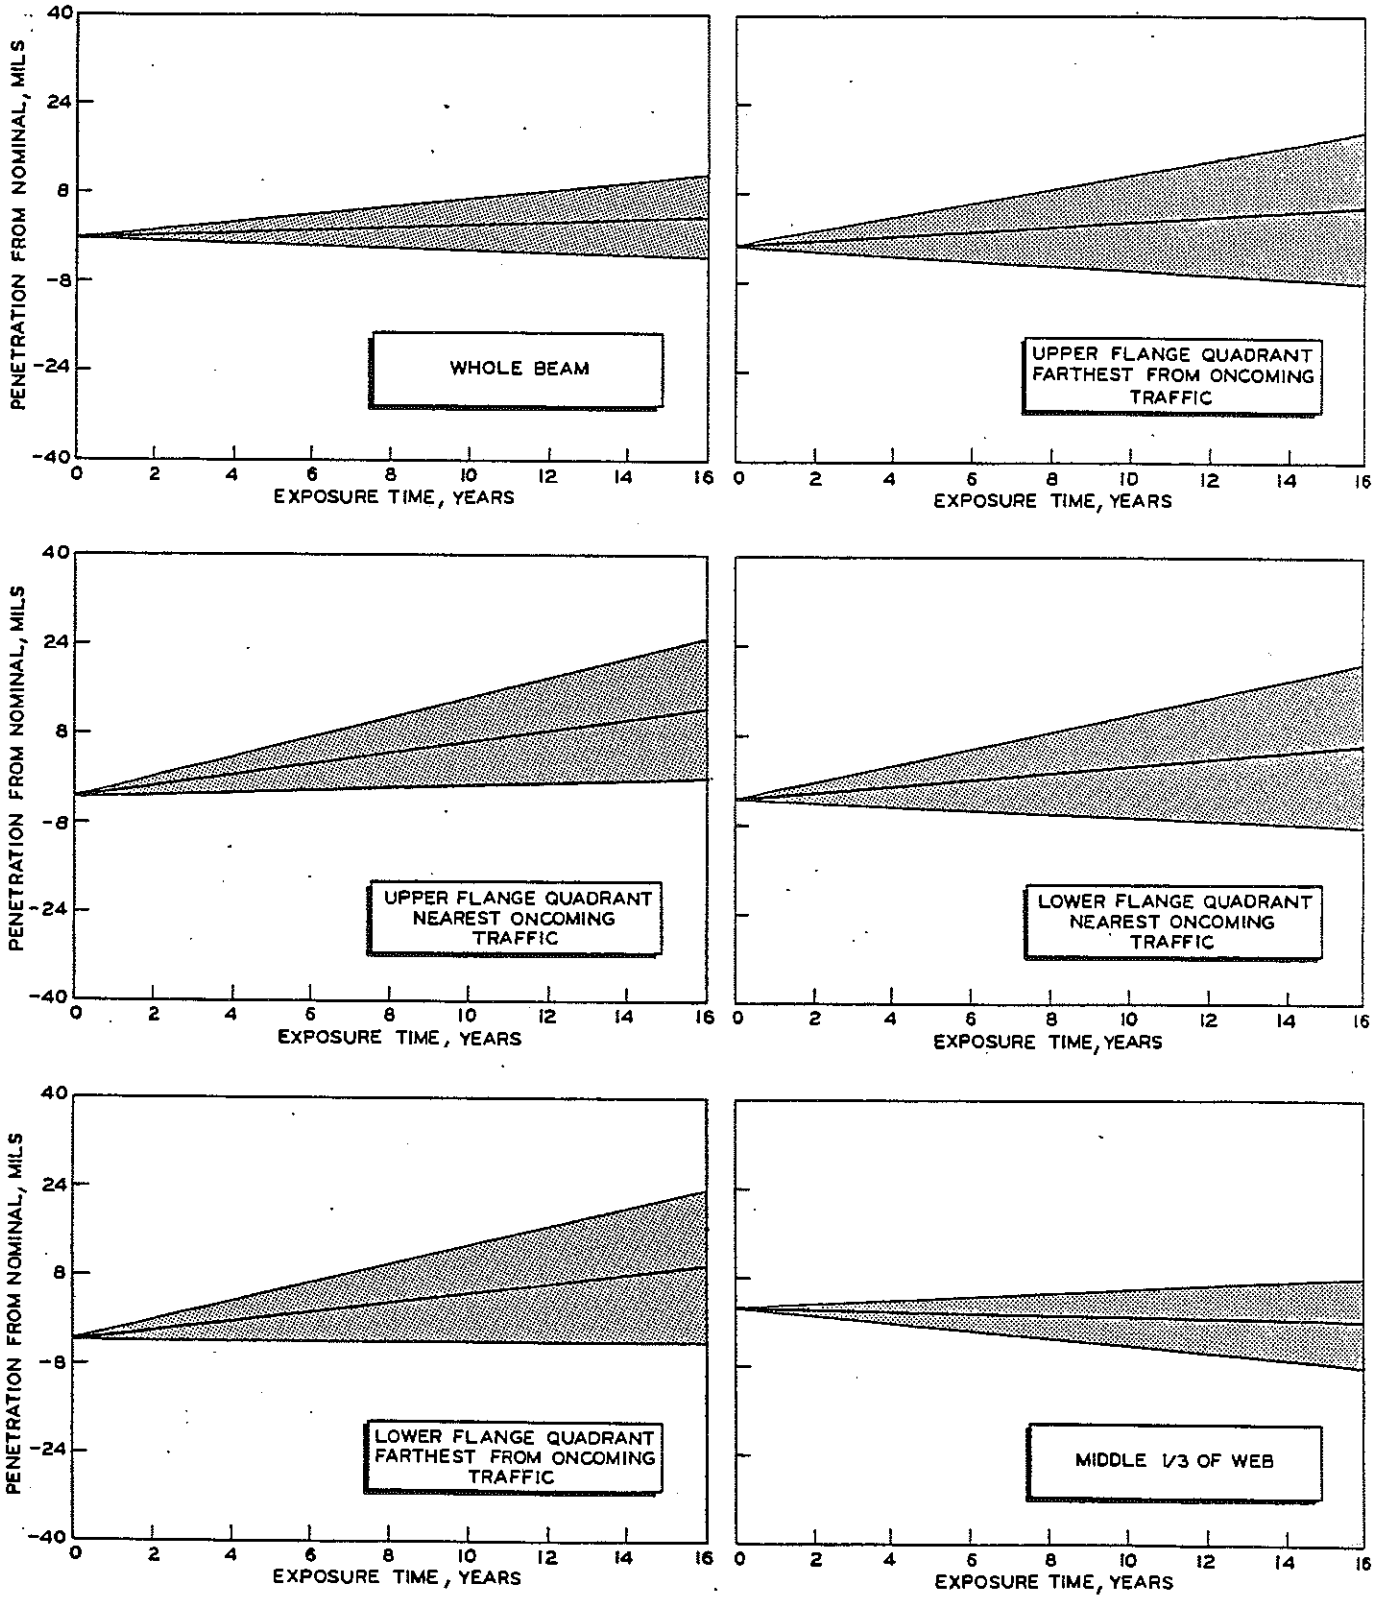 40
24
8
-8
-24
-40
PENETRATION FROM NOMINAL, MILS
WHOLE BEAM
0 2 4 6 8 10 12 14 16
EXPOSURE TIME, YEARS
UPPER FLANGE QUADRANT
FARTHEST FROM ONCOMING
TRAFFIC
0 2 4 6 8 10 12 14 16
EXPOSURE TIME, YEARS
40
24
8
-8
-24
-40
PENETRATION FROM NOMINAL, MILS
UPPER FLANGE QUADRANT
NEAREST ONCOMING
TRAFFIC
0 2 4 6 8 10 12 14 16
EXPOSURE TIME, YEARS
LOWER FLANGE QUADRANT
NEAREST ONCOMING
TRAFFIC
0 2 4 6 8 10 12 14 16
EXPOSURE TIME, YEARS
40
24
8
-8
-24
-40
PENETRATION FROM NOMINAL, MILS
LOWER FLANGE QUADRANT
FARTHEST FROM ONCOMING
TRAFFIC
0 2 4 6 8 10 12 14 16
EXPOSURE TIME, YEARS
MIDDLE 1/3 OF WEB
0 2 4 6 8 10 12 14 16
EXPOSURE TIME, YEARS